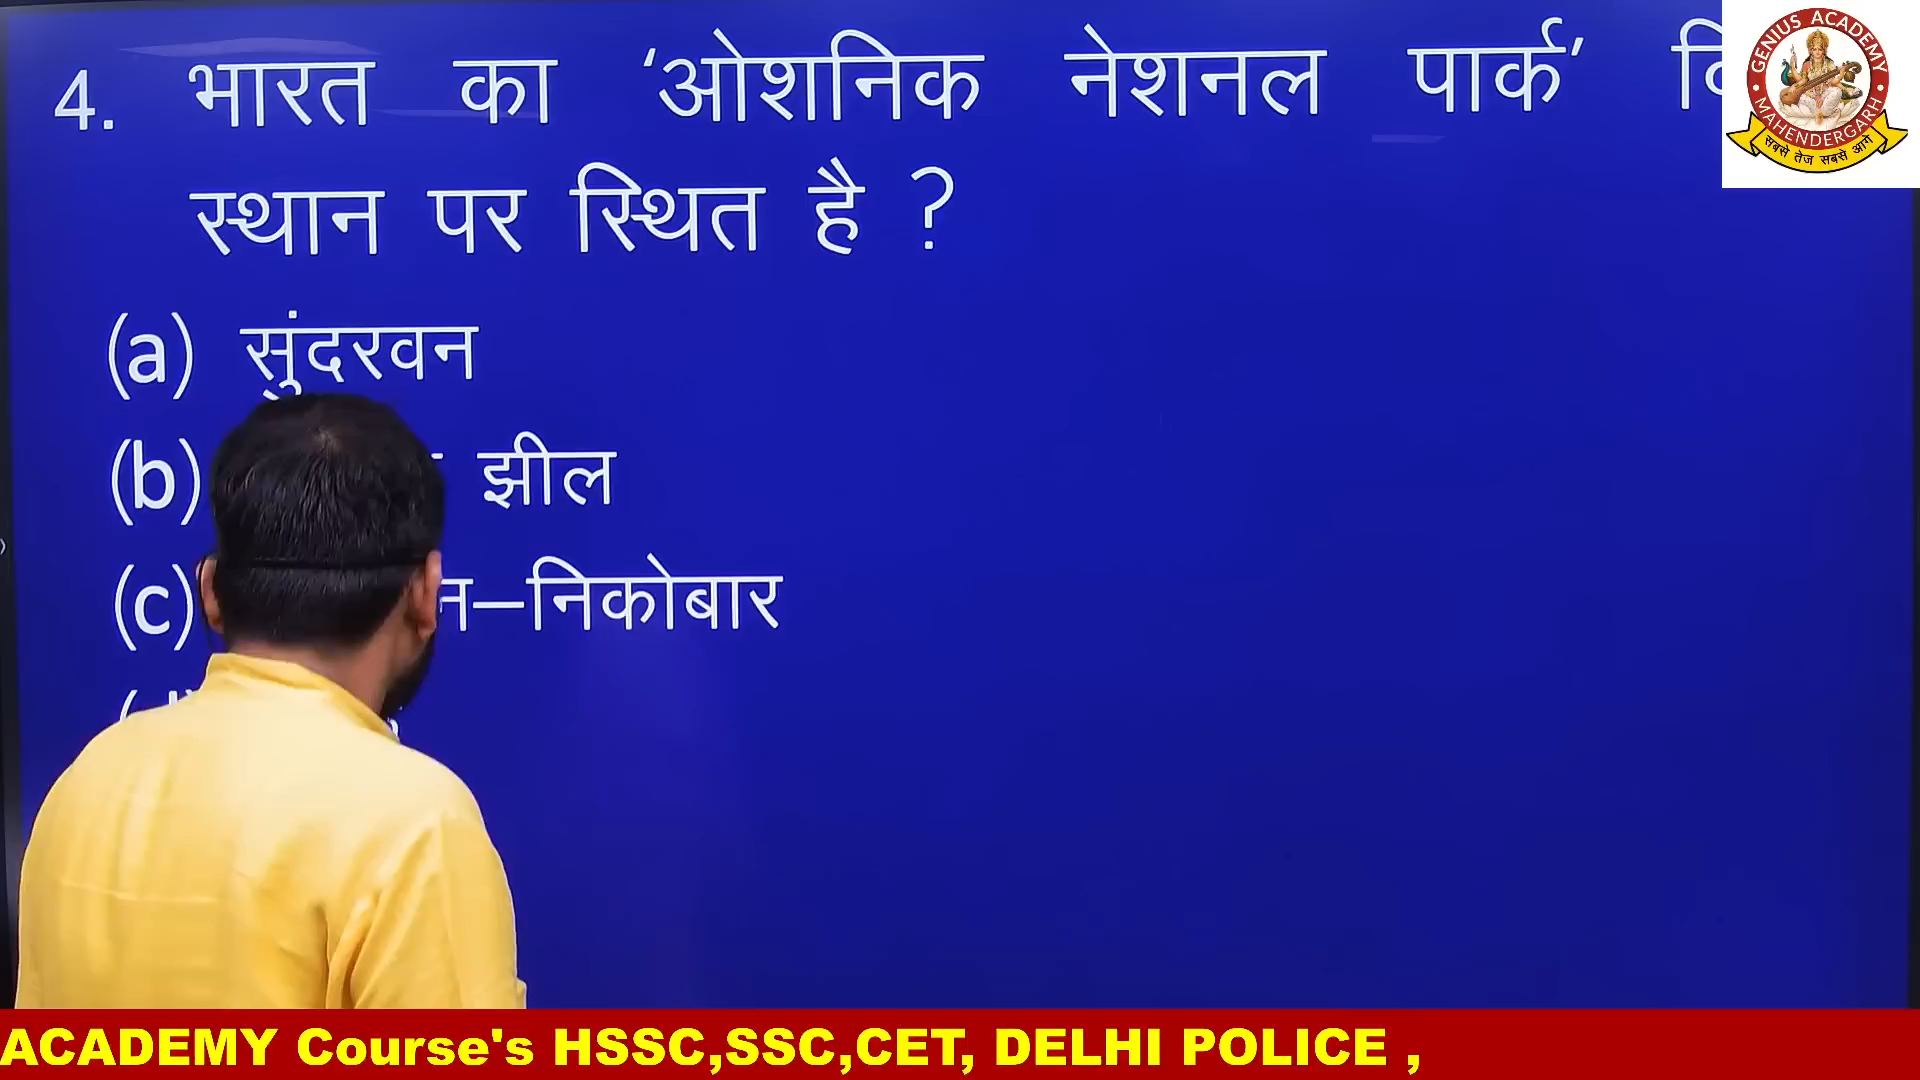 4. भारत का ‘ओशनिक नेशनल पार्क’
स्थान पर स्थित है ?
(a) सुंदरवन
(b) झील
(c) –निकोबार
GENIUS ACADEMY
MAHENDERGARH
सबसे तेज सबसे आगे
ACADEMY Course's HSSC,SSC,CET, DELHI POLICE ,